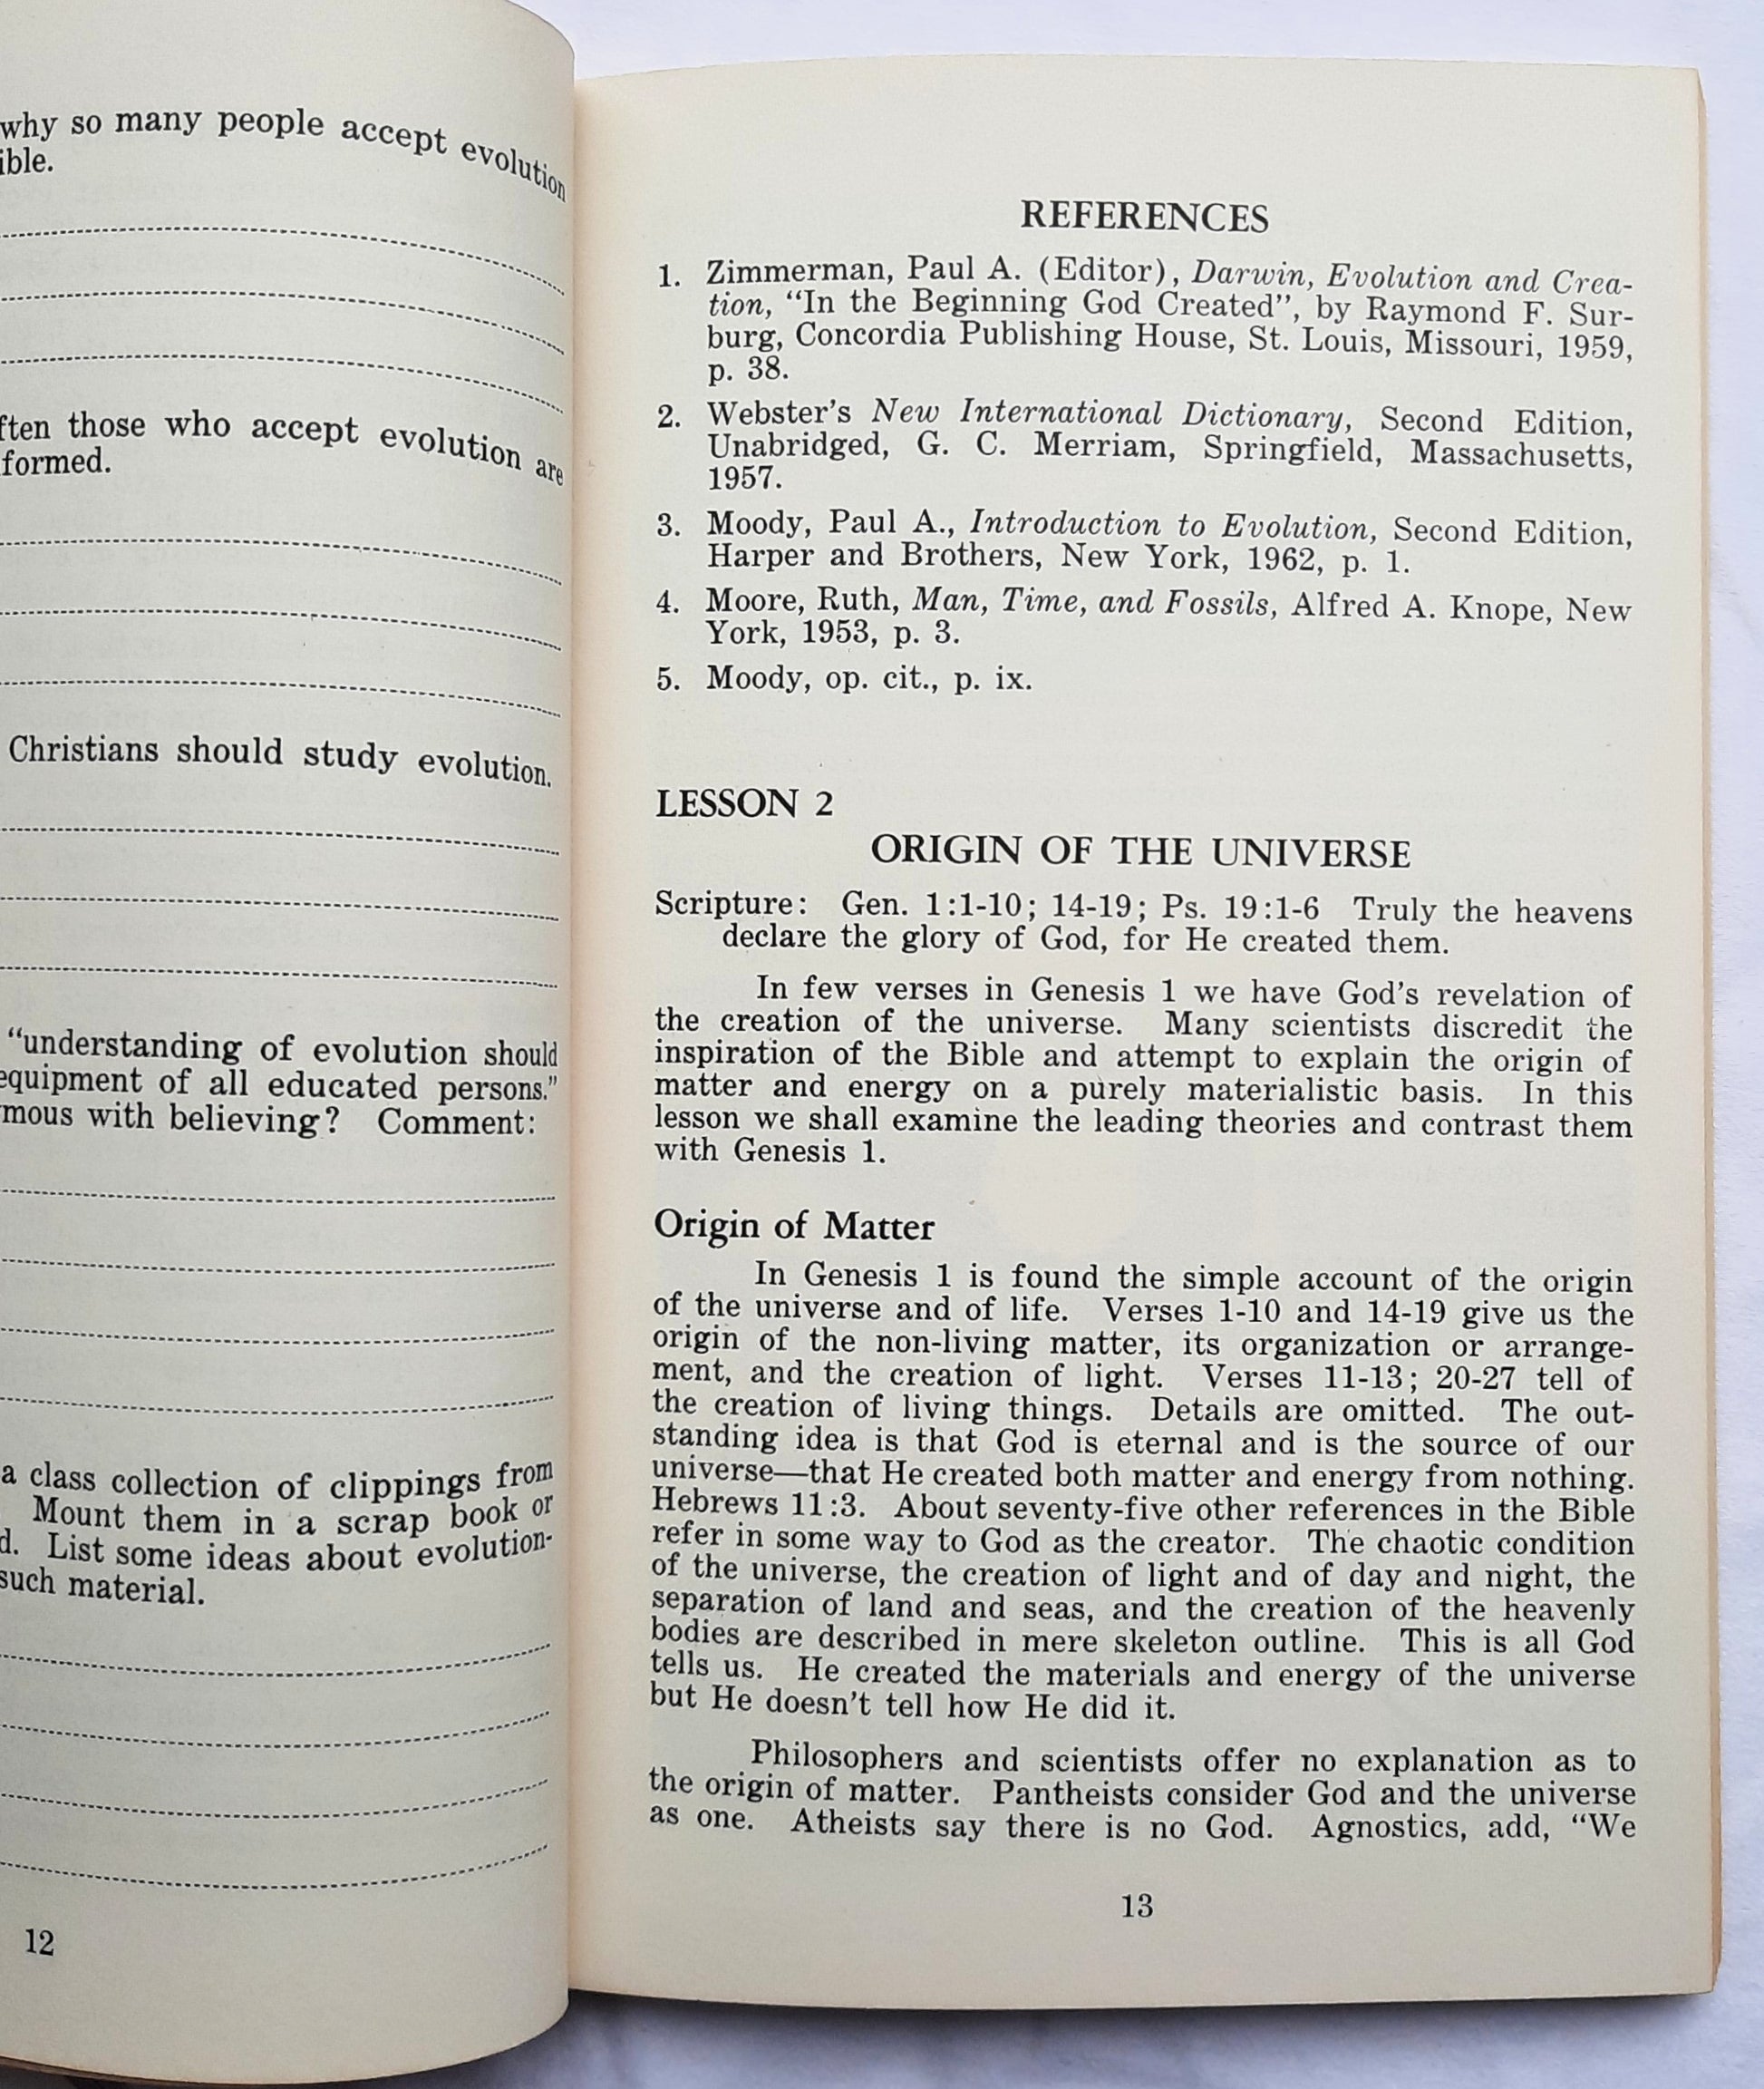 why so many people accept evolution
ible.
ften those who accept evolution are
formed.
Christians should study evolution.
“understanding of evolution should
equipment of all educated persons.”
mous with believing? Comment:
a class collection of clippings from
Mount them in a scrap book or
d. List some ideas about evolution-
such material.
12
REFERENCES
1. Zimmerman, Paul A. (Editor), Darwin, Evolution and Crea-
tion, “In the Beginning God Created”, by Raymond F. Sur-
burg, Concordia Publishing House, St. Louis, Missouri, 1959,
p. 38.
2. Webster’s New International Dictionary, Second Edition,
Unabridged, G. C. Merriam, Springfield, Massachusetts,
1957.
3. Moody, Paul A., Introduction to Evolution, Second Edition,
Harper and Brothers, New York, 1962, p. 1.
4. Moore, Ruth, Man, Time, and Fossils, Alfred A. Knope, New
York, 1953, p. 3.
5. Moody, op. cit., p. ix.
LESSON 2
ORIGIN OF THE UNIVERSE
Scripture: Gen. 1:1-10; 14-19; Ps. 19:1-6 Truly the heavens
declare the glory of God, for He created them.
In few verses in Genesis 1 we have God’s revelation of
the creation of the universe. Many scientists discredit the
inspiration of the Bible and attempt to explain the origin of
matter and energy on a purely materialistic basis. In this
lesson we shall examine the leading theories and contrast them
with Genesis 1.
Origin of Matter
In Genesis 1 is found the simple account of the origin
of the universe and of life. Verses 1-10 and 14-19 give us the
origin of the non-living matter, its organization or arrange-
ment, and the creation of light. Verses 11-13; 20-27 tell of
the creation of living things. Details are omitted. The out-
standing idea is that God is eternal and is the source of our
universe—that He created both matter and energy from nothing.
Hebrews 11:3. About seventy-five other references in the Bible
refer in some way to God as the creator. The chaotic condition
of the universe, the creation of light and of day and night, the
separation of land and seas, and the creation of the heavenly
bodies are described in mere skeleton outline. This is all God
tells us. He created the materials and energy of the universe
but He doesn’t tell how He did it.
Philosophers and scientists offer no explanation as to
the origin of matter. Pantheists consider God and the universe
as one. Atheists say there is no God. Agnostics, add, “We
13